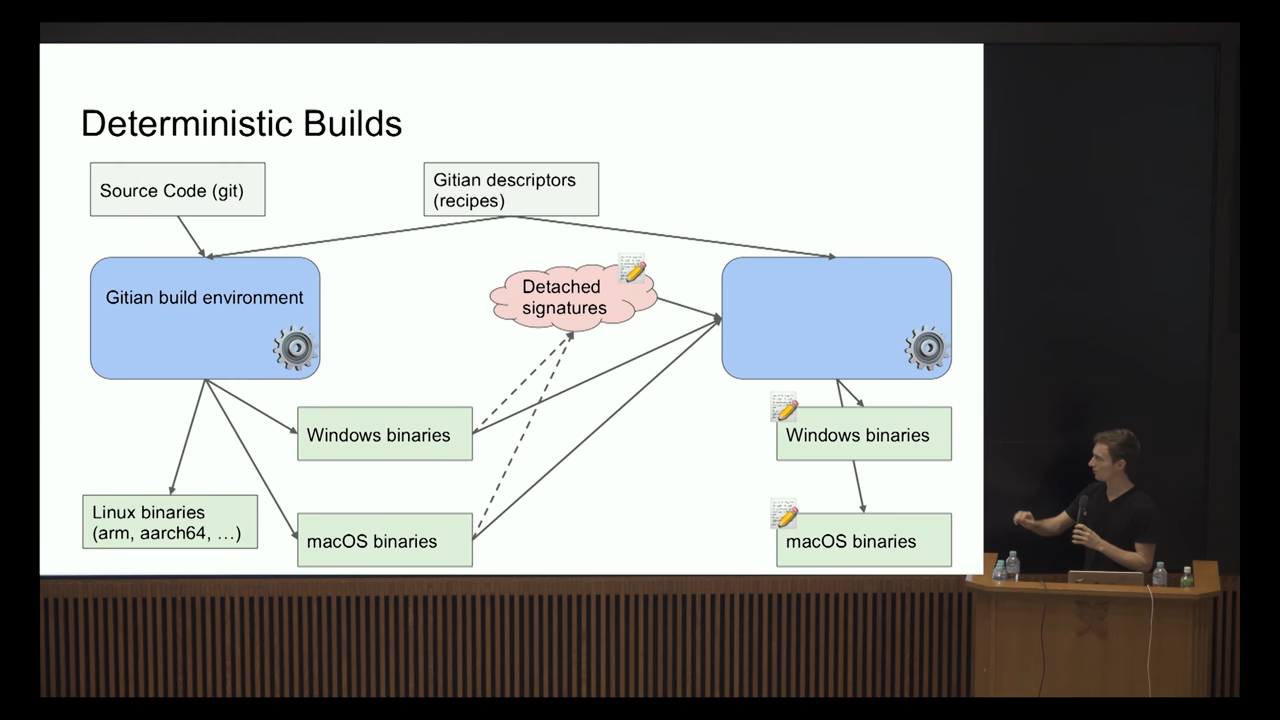 Deterministic Builds
Source Code (git)
Gitian descriptors
(recipes)
Gitian build environment
Detached
signatures
Windows binaries
Windows binaries
Linux binaries
(arm, aarch64, …)
macOS binaries
macOS binaries